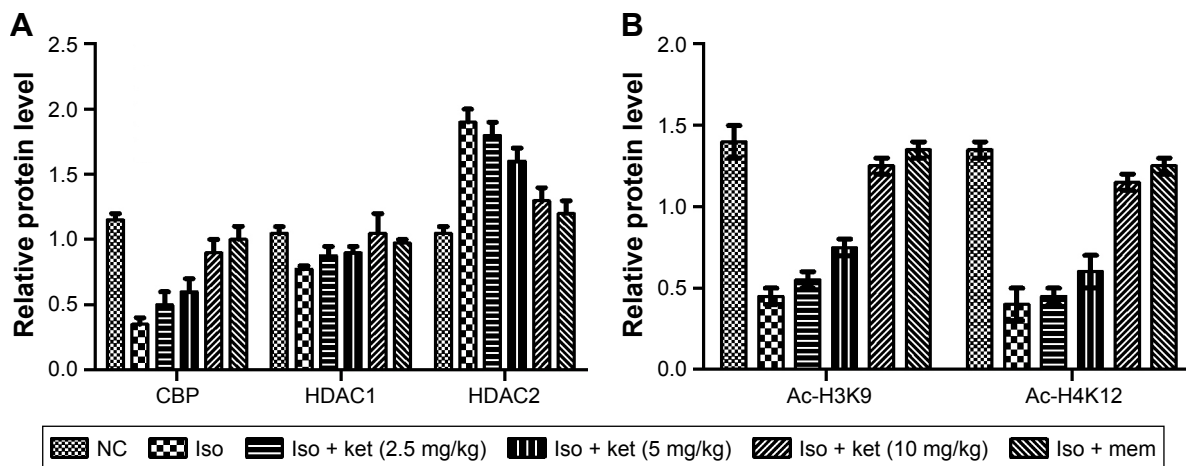 A
Relative protein level
2.5
2.0
1.5
1.0
0.5
0.0
CBP HDAC1 HDAC2
B
Relative protein level
2.0
1.5
1.0
0.5
0.0
Ac-H3K9 Ac-H4K12
NC Iso Iso + ket (2.5 mg/kg) Iso + ket (5 mg/kg) Iso + ket (10 mg/kg) Iso + mem